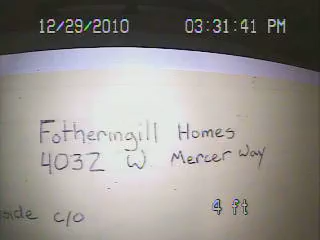 12/29/2010 03:31:41 PM
Fotheringill Homes
4032 W Mercer Way
side c/o 4 ft